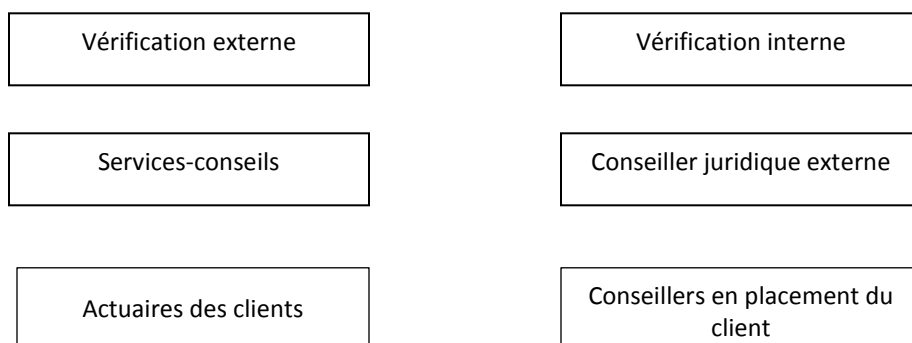 Vérification externe
Vérification interne
Services-conseils
Conseiller juridique externe
Actuaires des clients
Conseillers en placement du
client